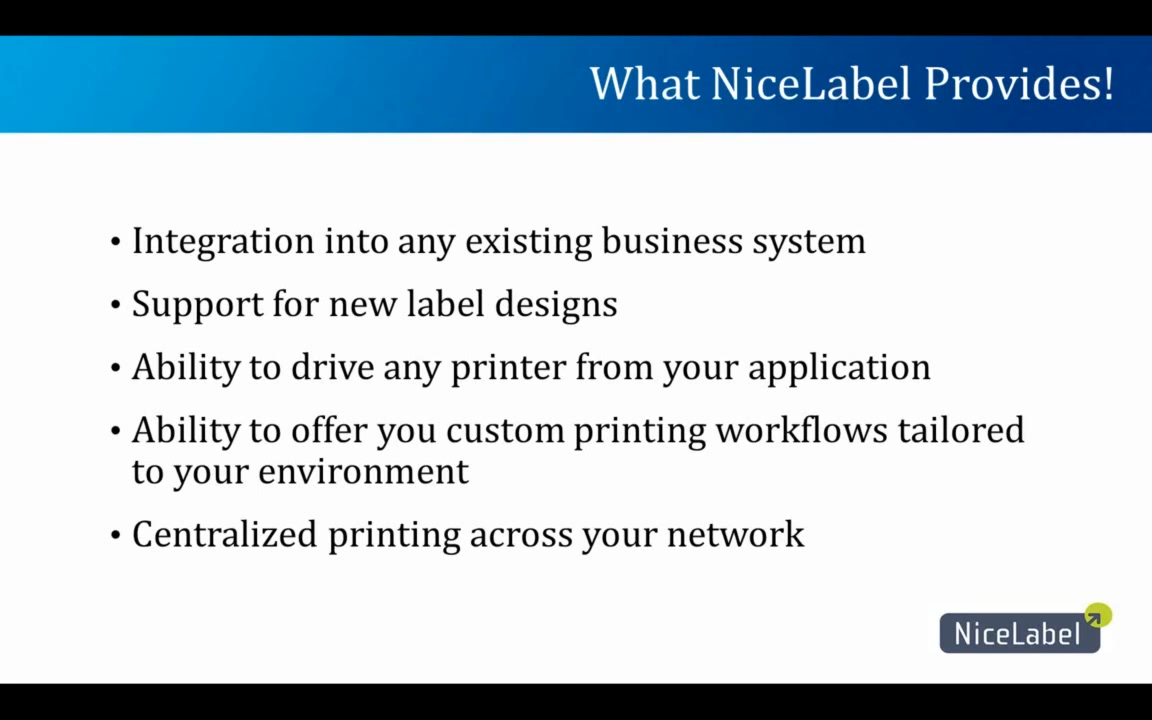 What NiceLabel Provides!
• Integration into any existing business system
• Support for new label designs
• Ability to drive any printer from your application
• Ability to offer you custom printing workflows tailored
to your environment
• Centralized printing across your network
NiceLabel